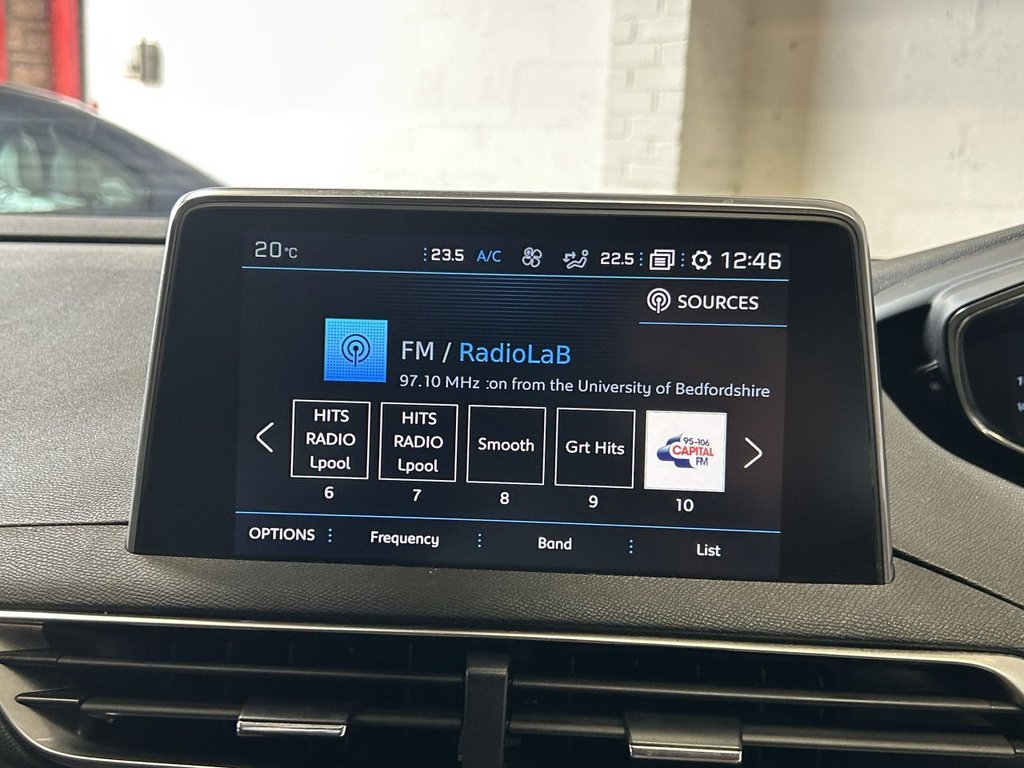 20°C 23.5 A/C 22.5 12:46
SOURCES
FM / RadioLaB
97.10 MHz :on from the University of Bedfordshire
HITS
RADIO
Lpool
6
HITS
RADIO
Lpool
7
Smooth
8
Grt Hits
9
95-106
CAPITAL
FM
10
OPTIONS Frequency Band List